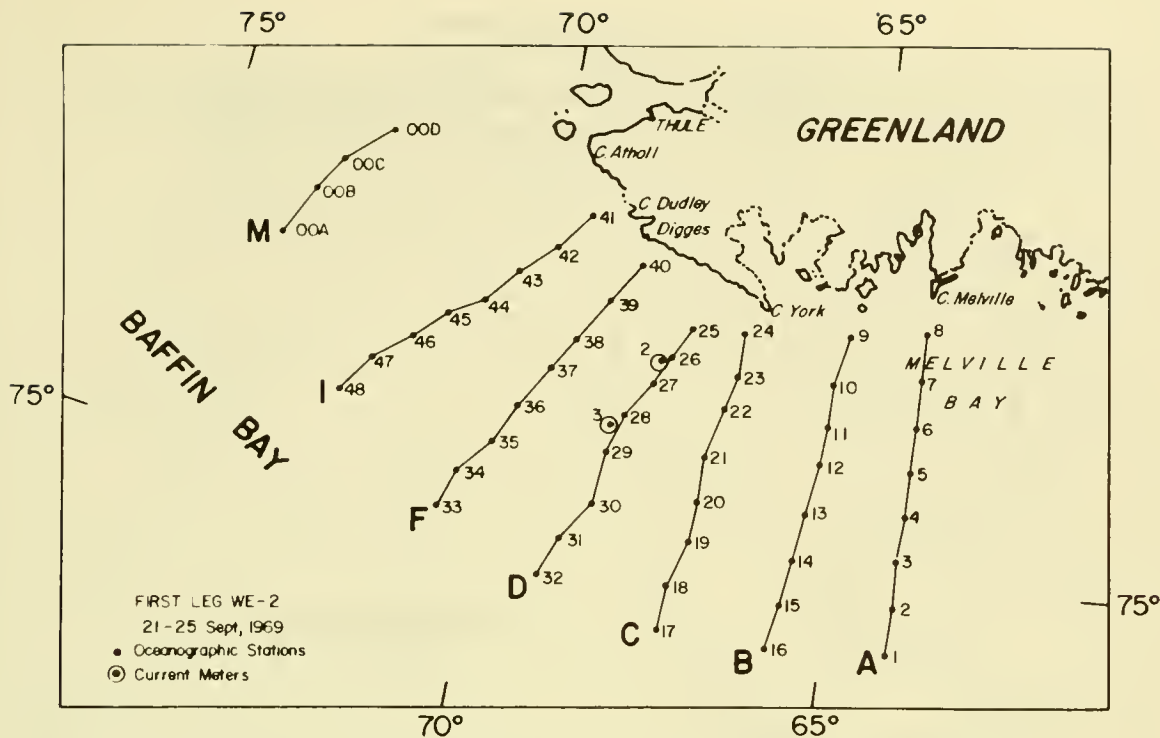 75°
70°
65°
00D
00C
00B
00A
M
THULE
GREENLAND
C. Atholl
C Dudley
Digges
41
42
43
44
45
46
47
48
I
BAFFIN BAY
75°
40
39
38
37
36
35
34
33
F
C York
C. Melville
MELVILLE
BAY
25
2
26
27
3
28
29
30
31
32
D
24
23
22
21
20
19
18
17
C
9
10
11
12
13
14
15
16
B
8
7
6
5
4
3
2
1
A
75°
FIRST LEG WE-2
21-25 Sept, 1969
Oceanographic Stations
Current Meters
70°
65°